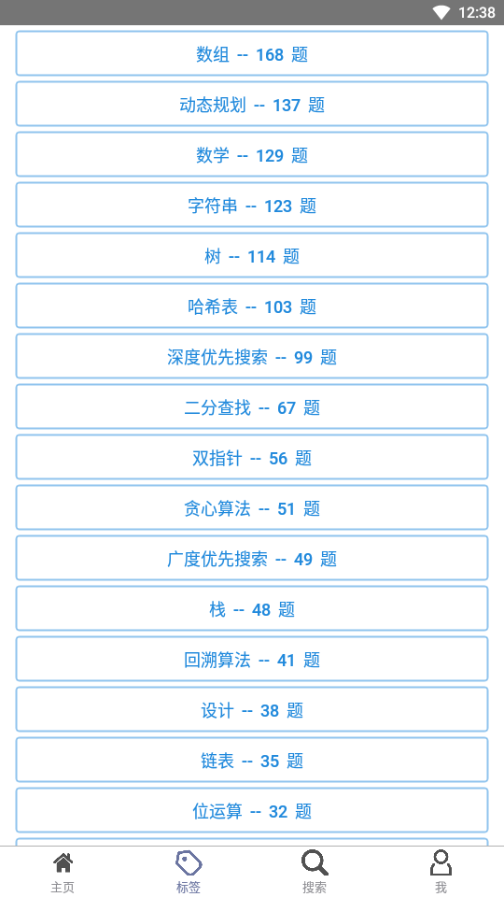 12:38
数组 -- 168 题
动态规划 -- 137 题
数学 -- 129 题
字符串 -- 123 题
树 -- 114 题
哈希表 -- 103 题
深度优先搜索 -- 99 题
二分查找 -- 67 题
双指针 -- 56 题
贪心算法 -- 51 题
广度优先搜索 -- 49 题
栈 -- 48 题
回溯算法 -- 41 题
设计 -- 38 题
链表 -- 35 题
位运算 -- 32 题
主页 标签 搜索 我